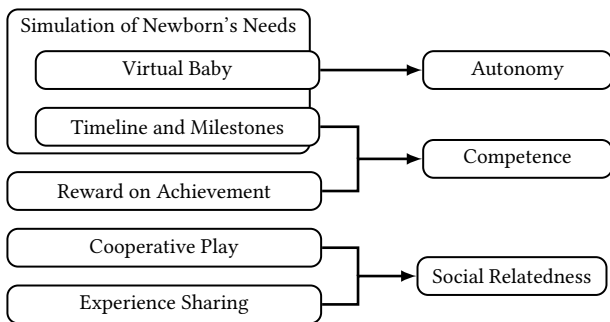 Simulation of Newborn's Needs
Virtual Baby
Autonomy
Timeline and Milestones
Competence
Reward on Achievement
Cooperative Play
Social Relatedness
Experience Sharing